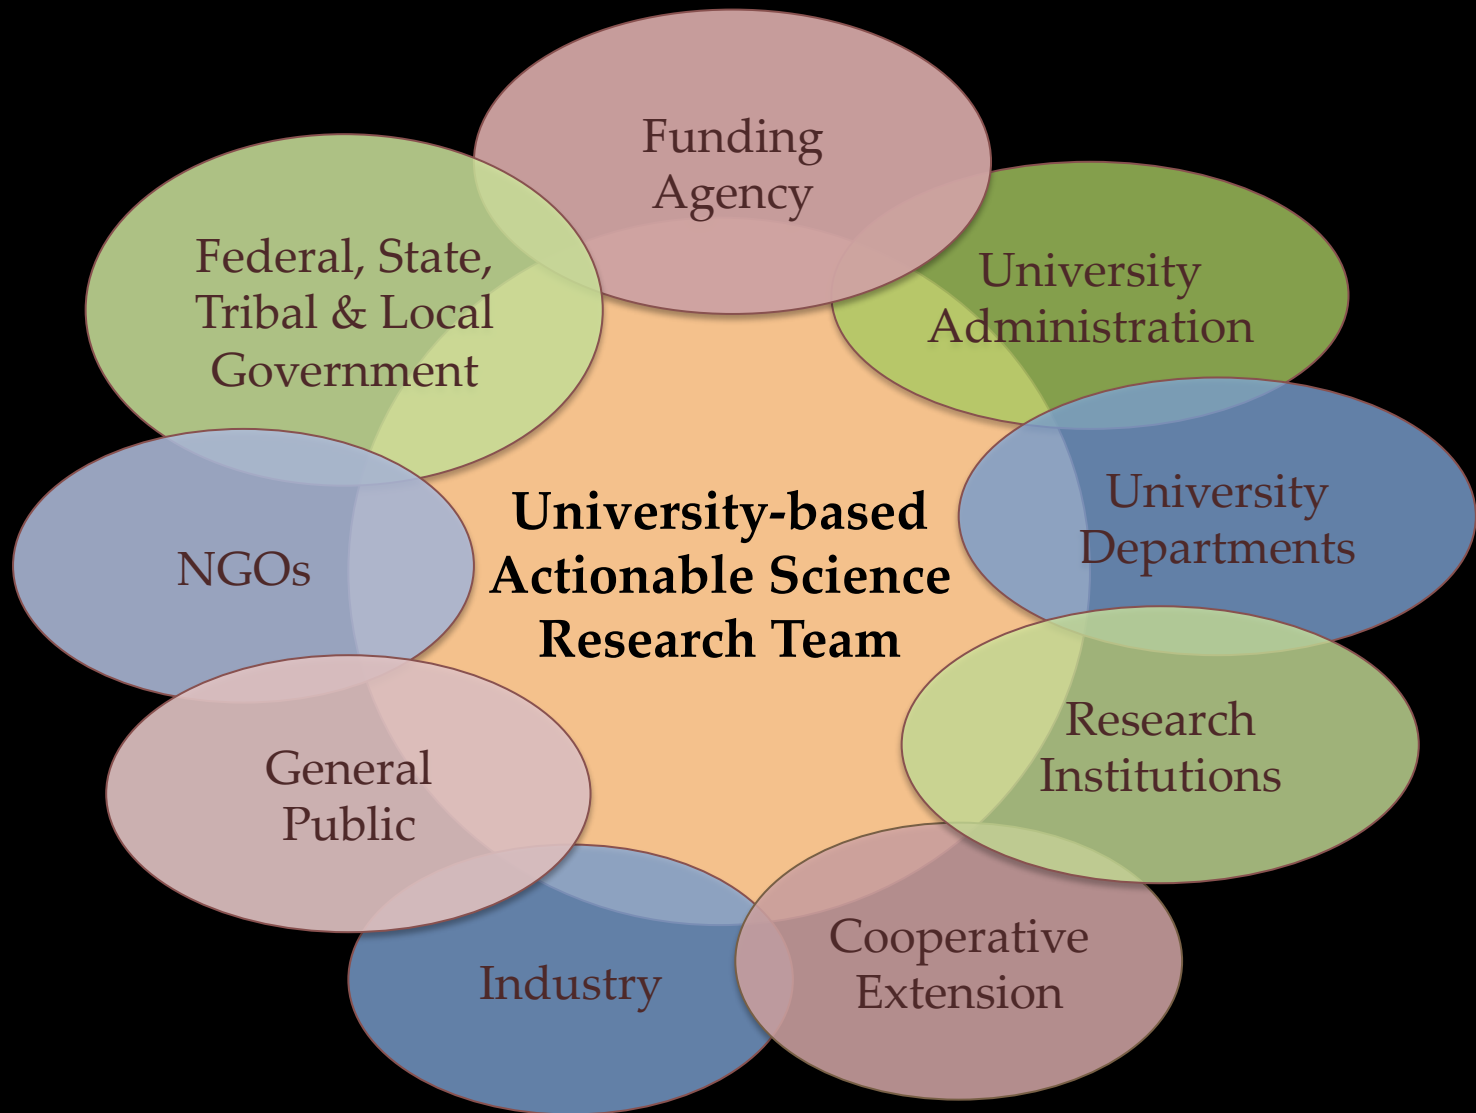 Funding
Agency
University
Administration
University
Departments
Research
Institutions
Cooperative
Extension
Industry
General
Public
NGOs
Federal, State,
Tribal & Local
Government
University-based
Actionable Science
Research Team